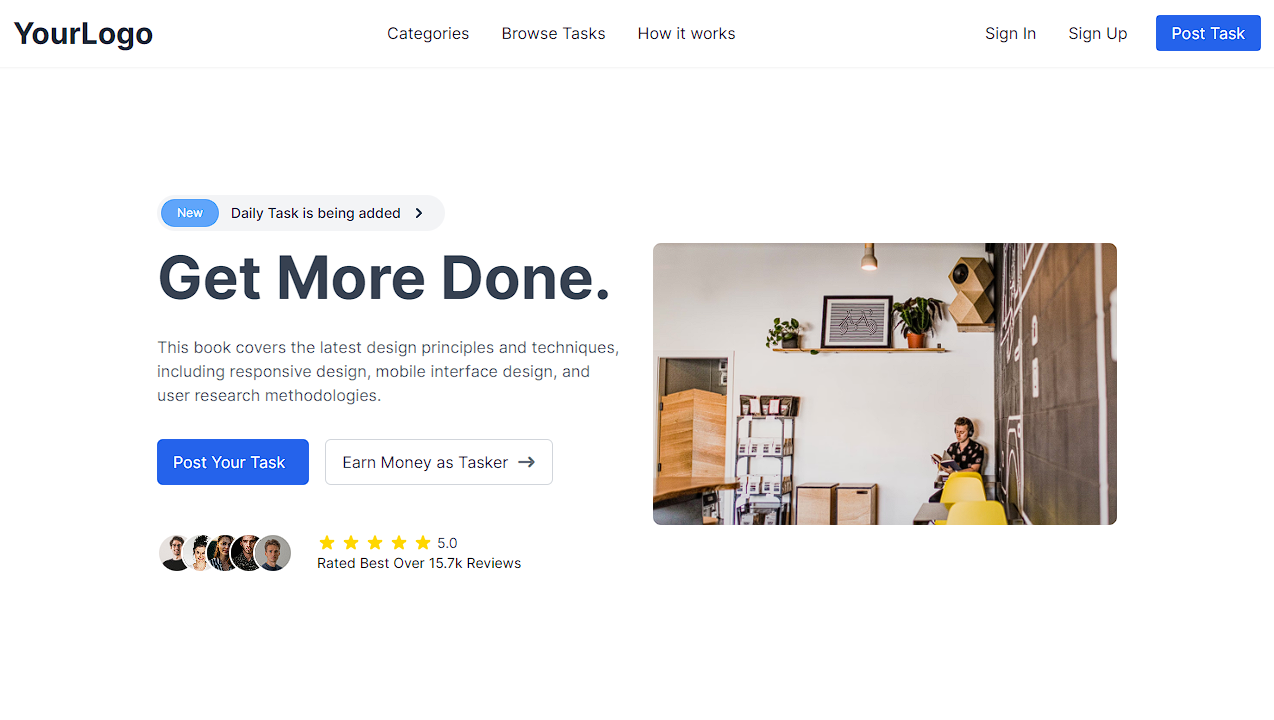 YourLogo
Categories
Browse Tasks
How it works
Sign In
Sign Up
Post Task
New
Daily Task is being added
Get More Done.
This book covers the latest design principles and techniques,
including responsive design, mobile interface design, and
user research methodologies.
Post Your Task
Earn Money as Tasker
5.0
Rated Best Over 15.7k Reviews